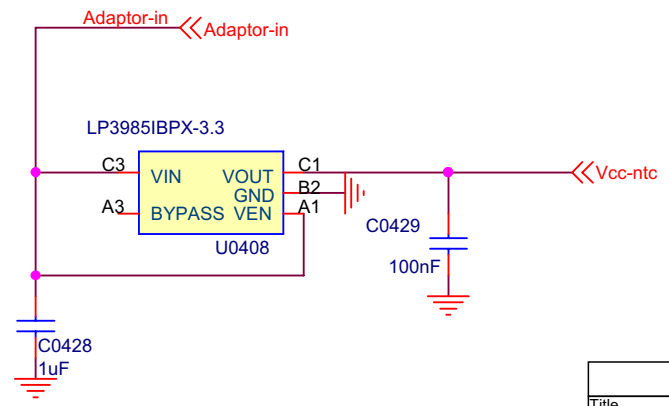 Adaptor-in
Adaptor-in
LP3985IBPX-3.3
C3 VIN VOUT C1
GND B2
A3 BYPASS VEN A1
U0408
Vcc-ntc
C0429
100nF
C0428
1uF
Title